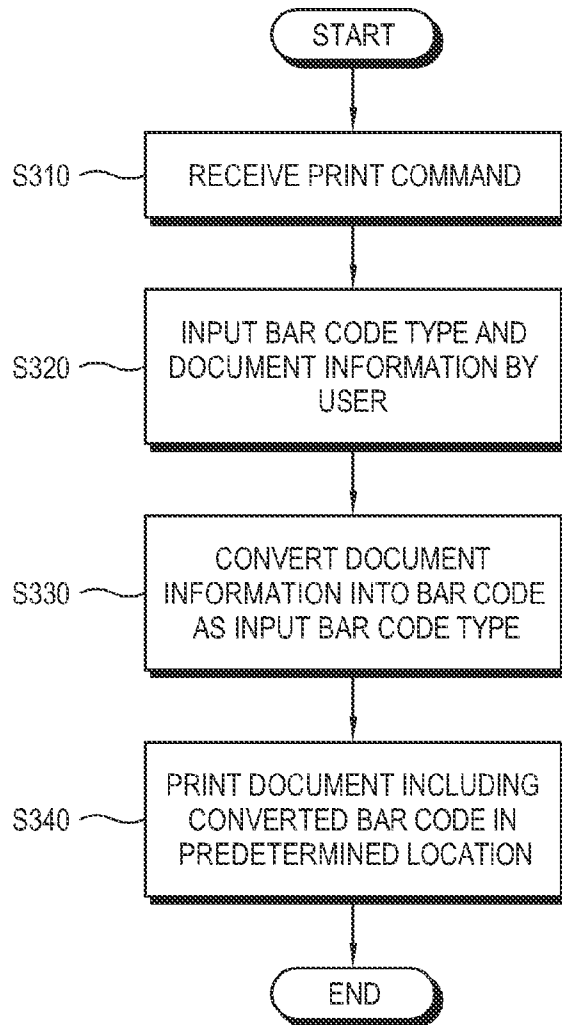 START
S310
RECEIVE PRINT COMMAND
S320
INPUT BAR CODE TYPE AND
DOCUMENT INFORMATION BY
USER
S330
CONVERT DOCUMENT
INFORMATION INTO BAR CODE
AS INPUT BAR CODE TYPE
S340
PRINT DOCUMENT INCLUDING
CONVERTED BAR CODE IN
PREDETERMINED LOCATION
END